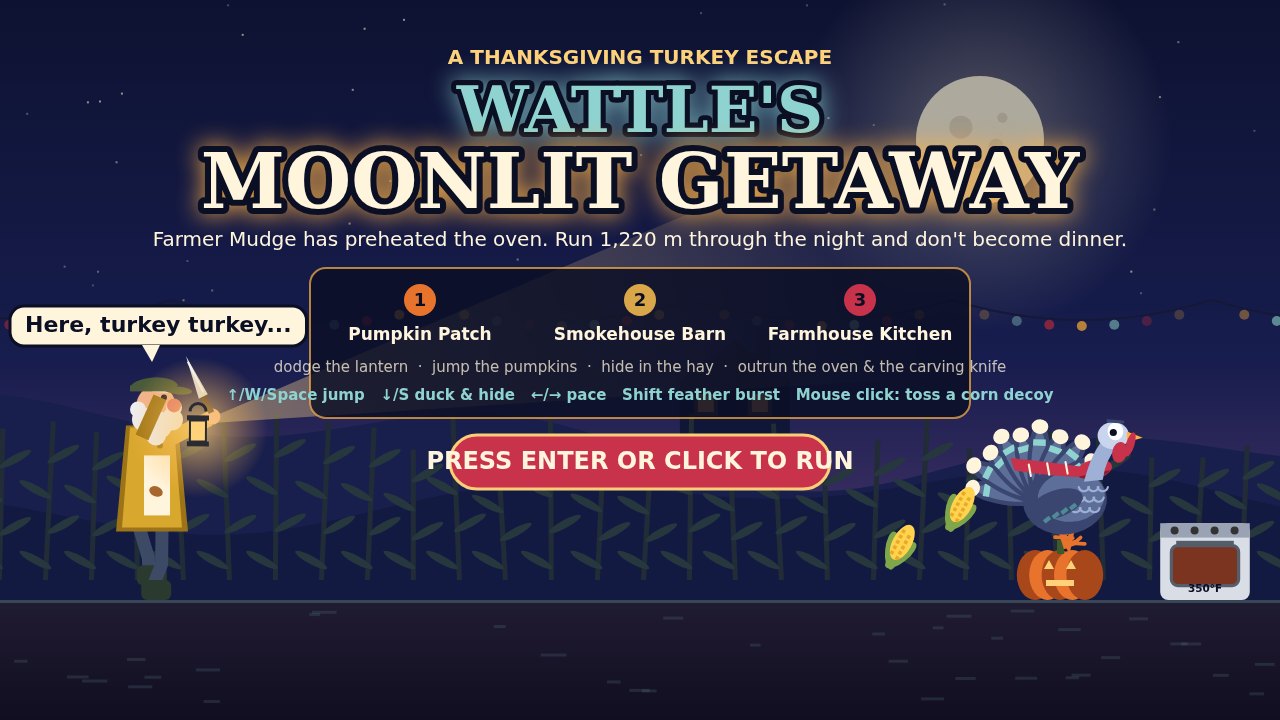 A THANKSGIVING TURKEY ESCAPE
WATTLE'S
MOONLIT GETAWAY
Farmer Mudge has preheated the oven. Run 1,220 m through the night and don't become dinner.
1 2 3
Pumpkin Patch Smokehouse Barn Farmhouse Kitchen
Here, turkey turkey...
dodge the lantern · jump the pumpkins · hide in the hay · outrun the oven & the carving knife
↑/W/Space jump ↓/S duck & hide ←/→ pace Shift feather burst Mouse click: toss a corn decoy
PRESS ENTER OR CLICK TO RUN
350°F